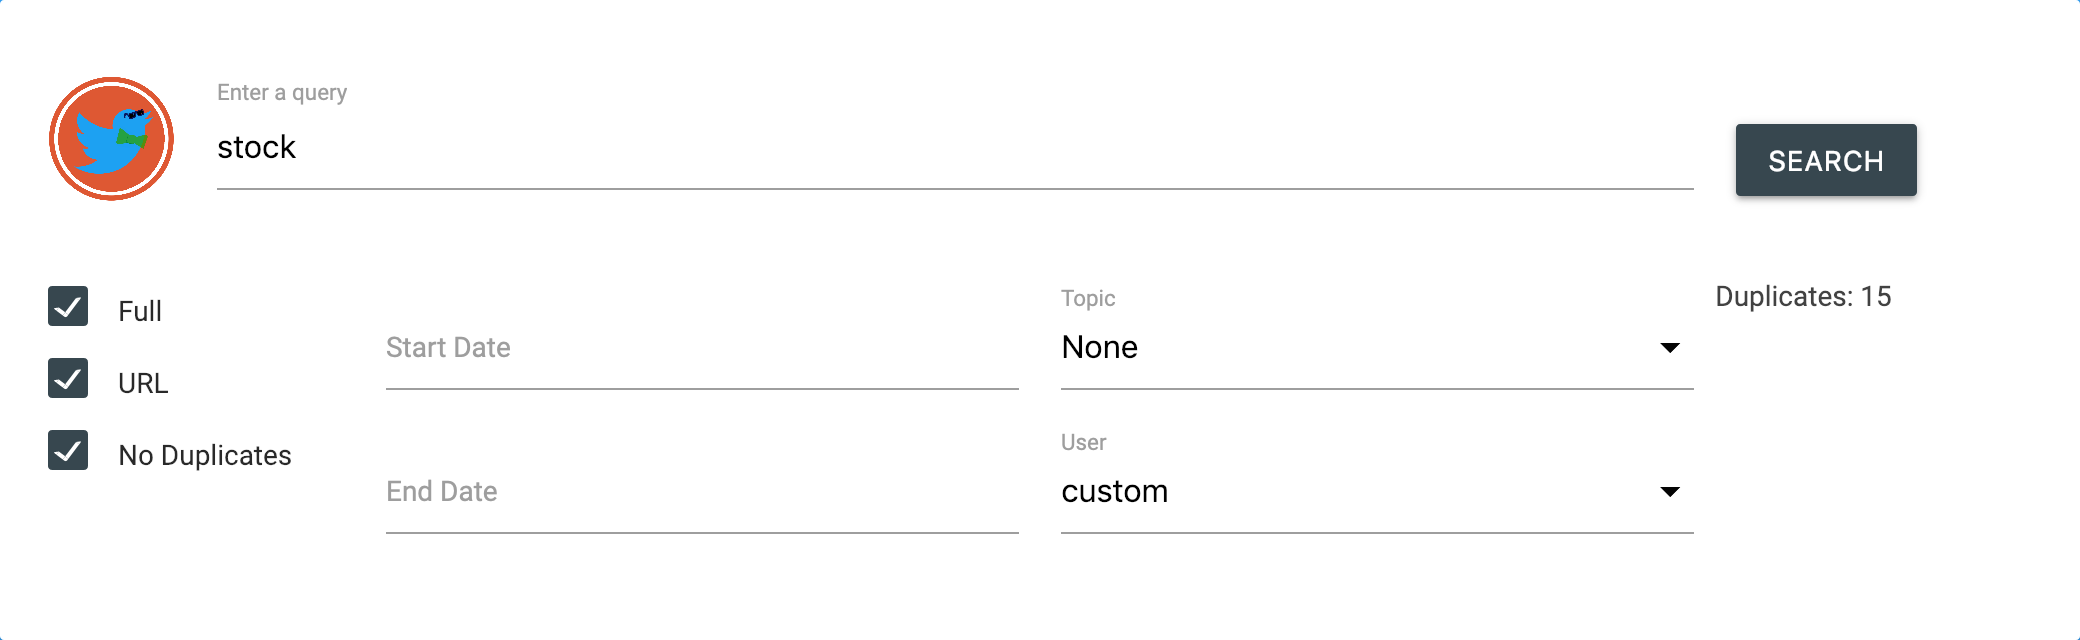 Enter a query
stock
SEARCH
Full
URL
No Duplicates
Start Date
End Date
Topic
None
User
custom
Duplicates: 15